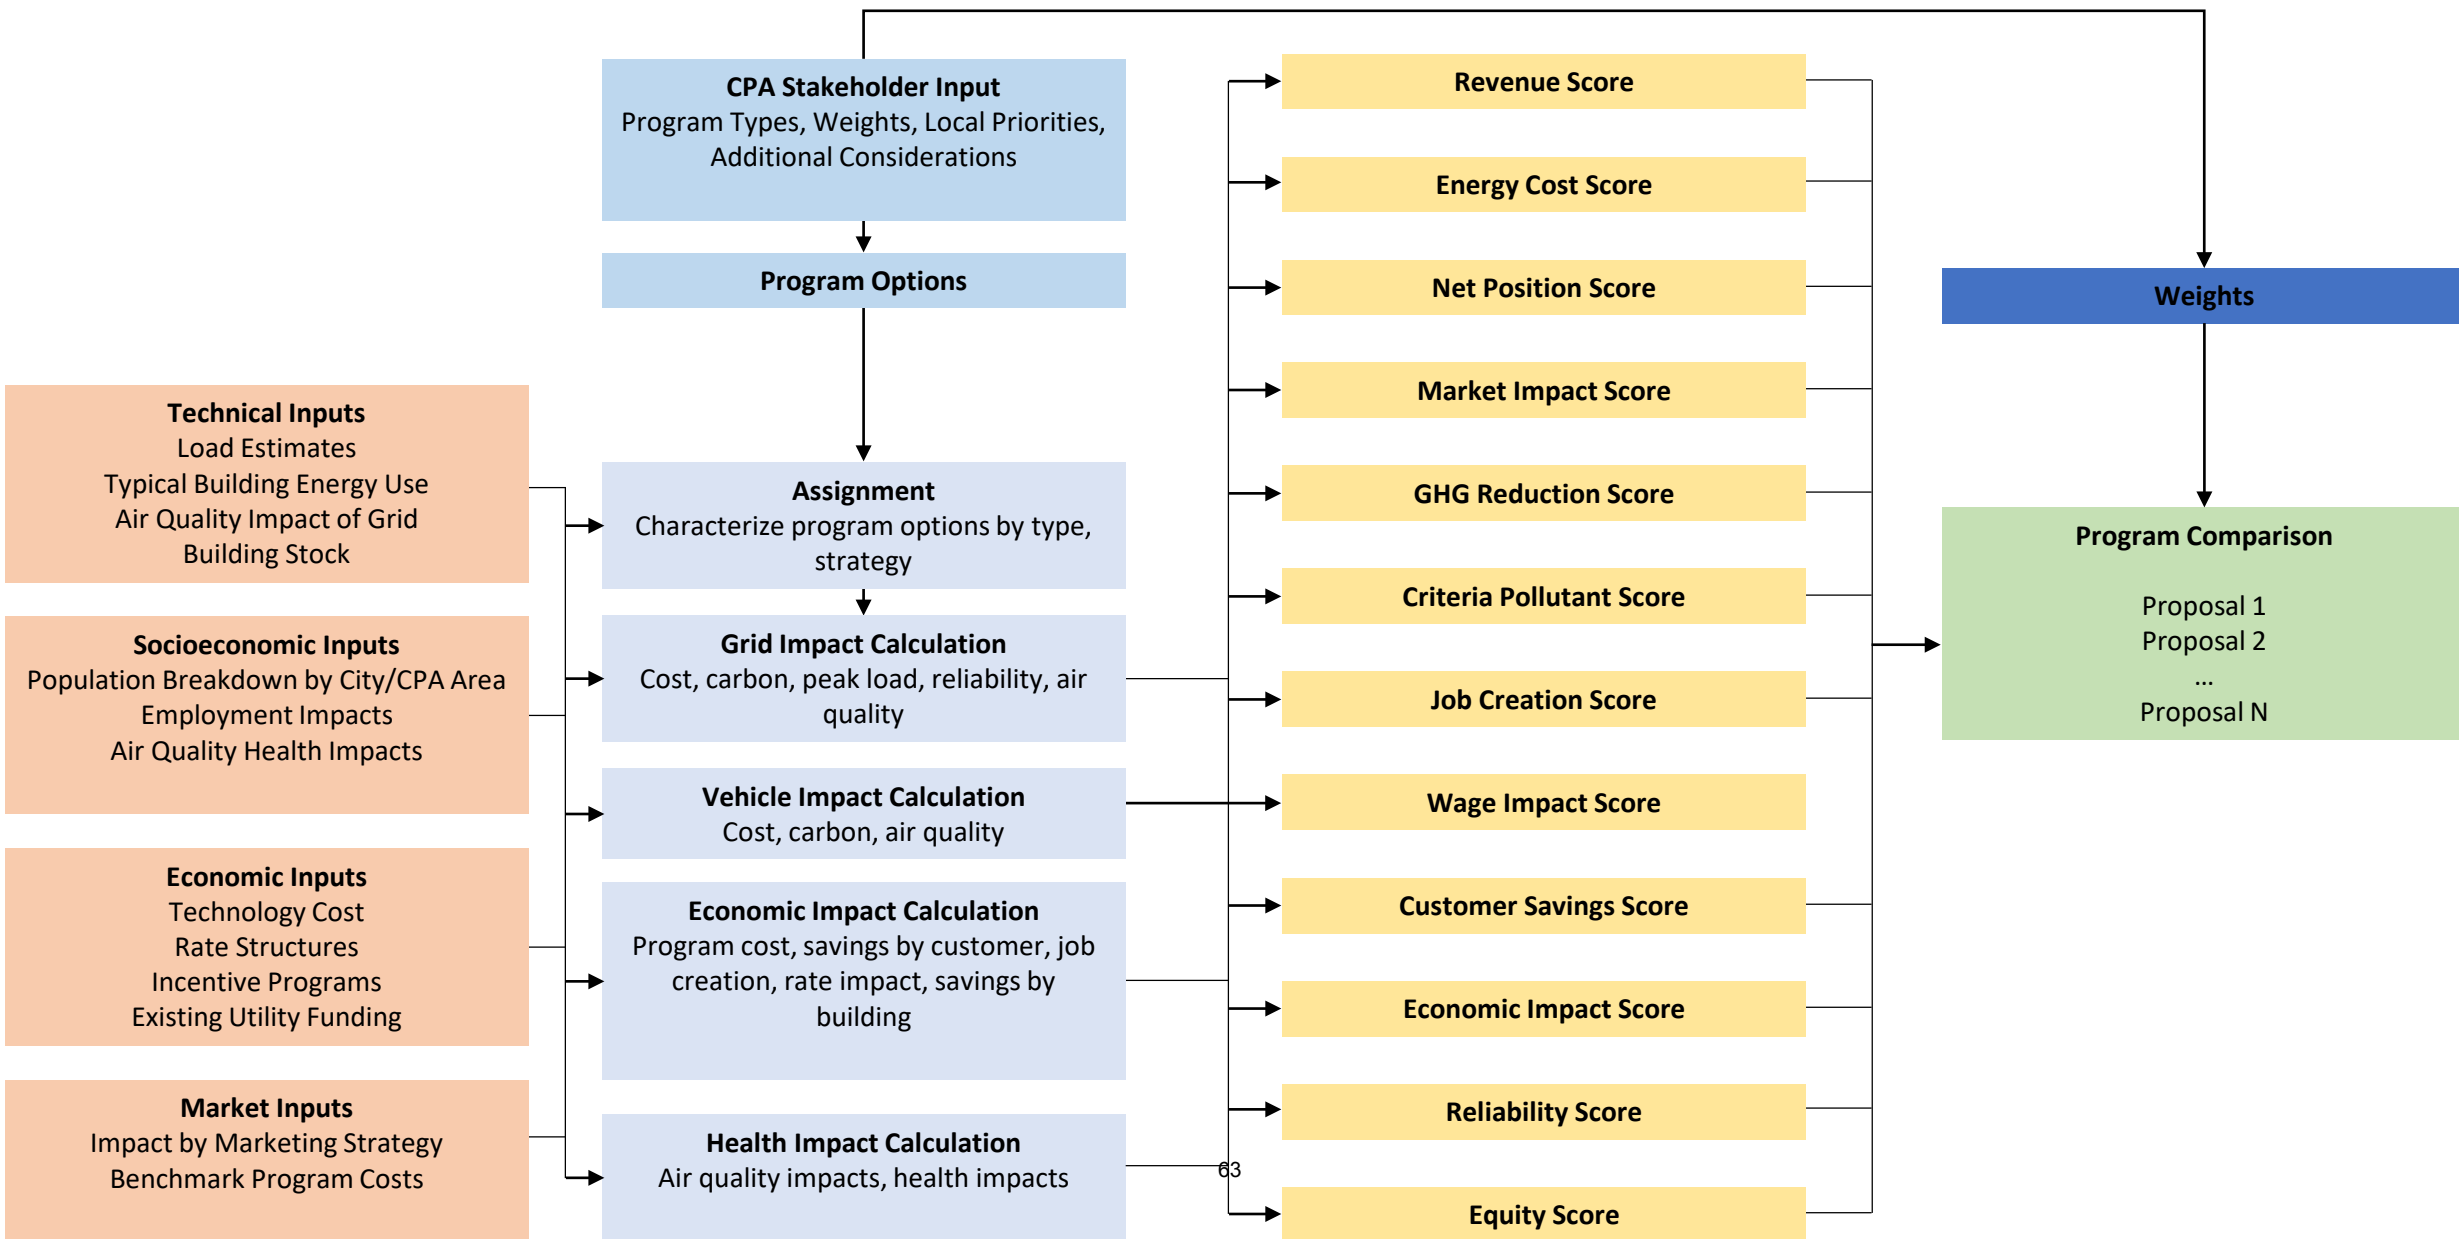 CPA Stakeholder Input
Program Types, Weights, Local Priorities,
Additional Considerations
Program Options
Technical Inputs
Load Estimates
Typical Building Energy Use
Air Quality Impact of Grid
Building Stock
Socioeconomic Inputs
Population Breakdown by City/CPA Area
Employment Impacts
Air Quality Health Impacts
Economic Inputs
Technology Cost
Rate Structures
Incentive Programs
Existing Utility Funding
Market Inputs
Impact by Marketing Strategy
Benchmark Program Costs
Assignment
Characterize program options by type,
strategy
Grid Impact Calculation
Cost, carbon, peak load, reliability, air
quality
Vehicle Impact Calculation
Cost, carbon, air quality
Economic Impact Calculation
Program cost, savings by customer, job
creation, rate impact, savings by
building
Health Impact Calculation
Air quality impacts, health impacts
63
Revenue Score
Energy Cost Score
Net Position Score
Market Impact Score
GHG Reduction Score
Criteria Pollutant Score
Job Creation Score
Wage Impact Score
Customer Savings Score
Economic Impact Score
Reliability Score
Equity Score
Weights
Program Comparison
Proposal 1
Proposal 2
...
Proposal N